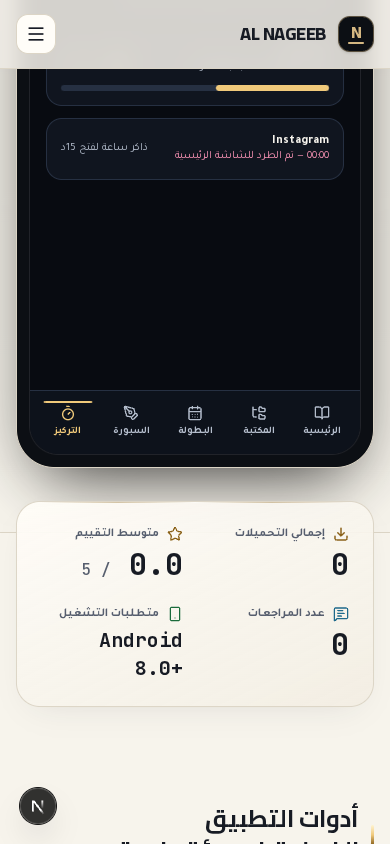 AL NAGEEB
N
Instagram
00:00 – تم الطرد للشاشة الرئيسية
ذاكر ساعة لفتح 15د
الرئيسية
المكتبة
البطولة
السبورة
التركيز
إجمالي التحميلات
0
متوسط التقييم
0.0 / 5
عدد المراجعات
0
متطلبات التشغيل
Android
8.0+
N
أدوات التطبيق